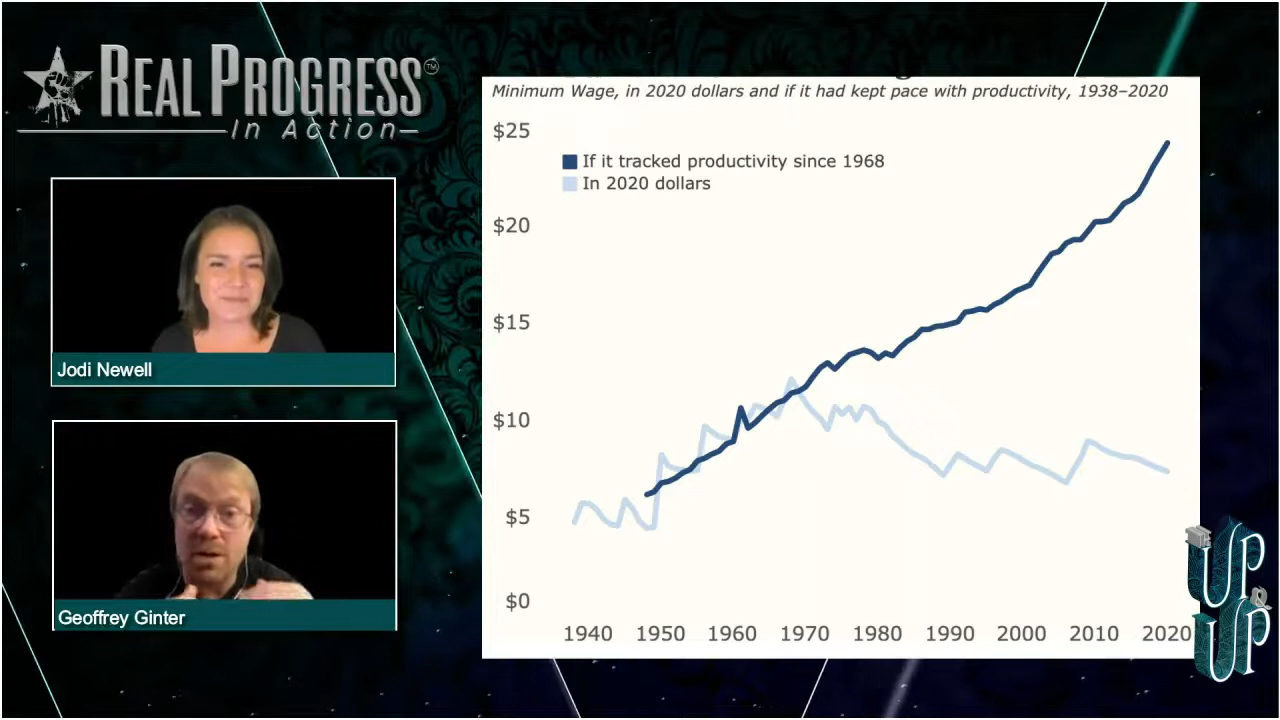 REAL PROGRESS™
In Action
Jodi Newell
Geoffrey Ginter
Minimum Wage, in 2020 dollars and if it had kept pace with productivity, 1938–2020
$25
If it tracked productivity since 1968
In 2020 dollars
$20
$15
$10
$5
$0
1940 1950 1960 1970 1980 1990 2000 2010 2020
THE
UP
&
UP